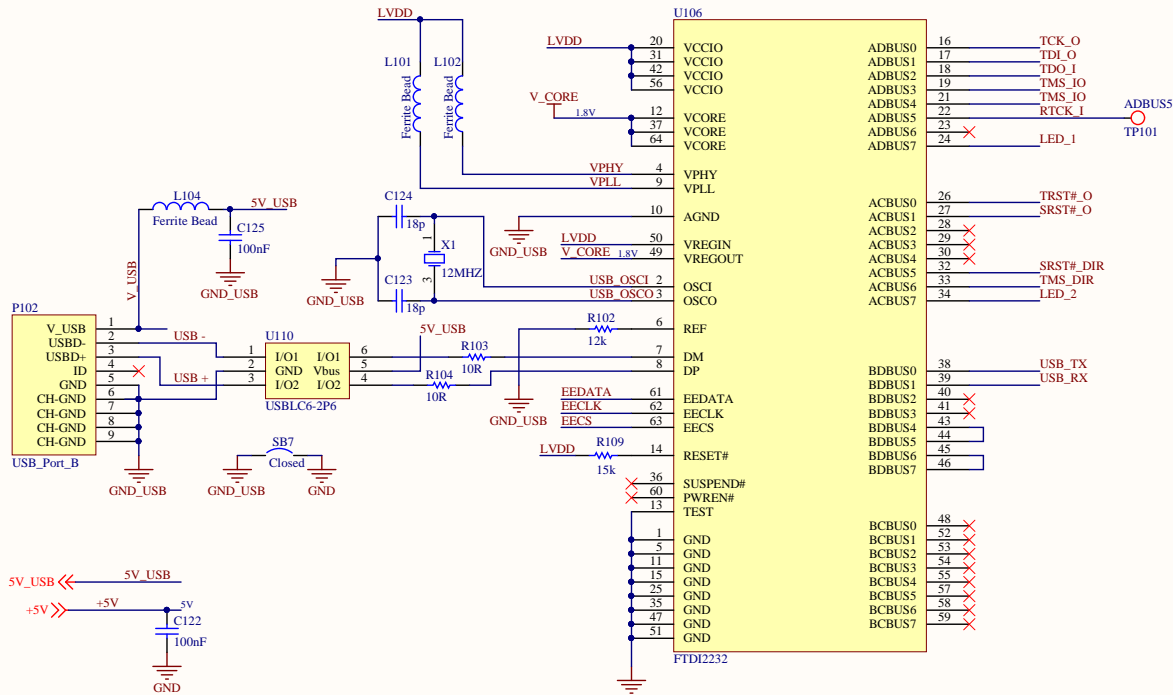 LVDD
L101
L102
Ferrite Bead
Ferrite Bead
VPHY
VPLL
LVDD
V_CORE
1.8V
U106
20 VCCIO
31 VCCIO
42 VCCIO
56 VCCIO
12 VCORE
37 VCORE
64 VCORE
4 VPHY
9 VPLL
10 AGND
50 VREGIN
49 VREGOUT
2 OSCI
3 OSCO
6 REF
7 DM
8 DP
61 EEDATA
62 EECLK
63 EECS
14 RESET#
36 SUSPEND#
60 PWREN#
13 TEST
1 GND
5 GND
11 GND
15 GND
25 GND
35 GND
47 GND
51 GND
FTDI2232
ADBUS0 16 TCK_O
ADBUS1 17 TDI_O
ADBUS2 18 TDO_I
ADBUS3 19 TMS_IO
ADBUS4 21 TMS_IO
ADBUS5 22 RTCK_I
ADBUS6 23
ADBUS7 24 LED_1
ADBUS5
TP101
ACBUS0 26 TRST#_O
ACBUS1 27 SRST#_O
ACBUS2 28
ACBUS3 29
ACBUS4 30
ACBUS5 32 SRST#_DIR
ACBUS6 33 TMS_DIR
ACBUS7 34 LED_2
BDBUS0 38 USB_TX
BDBUS1 39 USB_RX
BDBUS2 40
BDBUS3 41
BDBUS4 43
BDBUS5 44
BDBUS6 45
BDBUS7 46
BCBUS0 48
BCBUS1 52
BCBUS2 53
BCBUS3 54
BCBUS4 55
BCBUS5 57
BCBUS6 58
BCBUS7 59
GND_USB
LVDD
V_CORE 1.8V
USB_OSCI
USB_OSCO
C124
18p
1
X1
12MHZ
3
C123
18p
GND_USB
L104
Ferrite Bead
5V_USB
C125
100nF
GND_USB
V_USB
P102
V_USB 1
USBD- 2
USBD+ 3
ID 4
GND 5
CH-GND 6
CH-GND 7
CH-GND 8
CH-GND 9
USB_Port_B
GND_USB
USB -
USB +
U110
1 I/O1 I/O1 6
2 GND Vbus 5
3 I/O2 I/O2 4
USBLC6-2P6
5V_USB
R103
10R
R104
10R
R102
12k
GND_USB
EEDATA
EECLK
EECS
LVDD
R109
15k
SB7
Closed
GND_USB
GND
5V_USB
5V_USB
+5V
+5V
5V
C122
100nF
GND